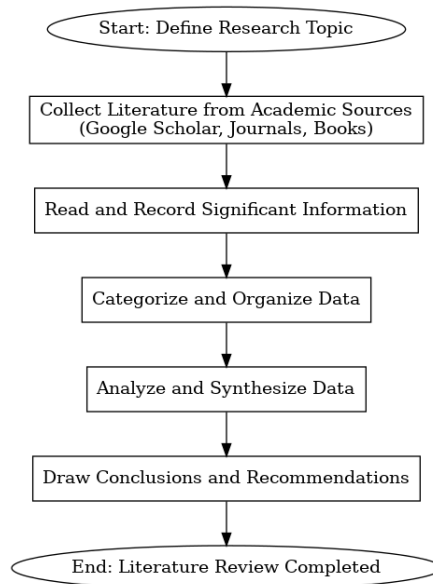 Start: Define Research Topic
Collect Literature from Academic Sources
(Google Scholar, Journals, Books)
Read and Record Significant Information
Categorize and Organize Data
Analyze and Synthesize Data
Draw Conclusions and Recommendations
End: Literature Review Completed